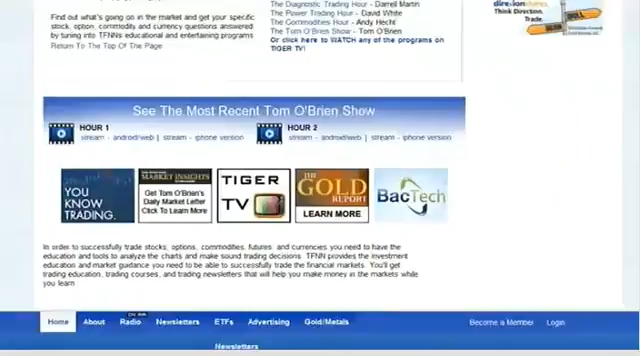 The Diagnostic Trading Hour - Darrell Martin
Find out what's going on in the market and get your specific
stock, option, commodity and currency questions answered
by tuning into TFNN's educational and entertaining programs
Return To The Top Of The Page
The Power Trading Hour - David White
The Commodities Hour - Andy Hecht
The Tom O'Brien Show - Tom O'Brien
Or click here to WATCH any of the programs on
TIGER TV!
direxionshares
Think Direction.
Trade.
BEAR BULL
See The Most Recent Tom O'Brien Show
HOUR 1
stream - android/web | stream - iphone version
HOUR 2
stream - android/web | stream - iphone version
YOU
KNOW
TRADING.
MARKET INSIGHTS
Get Tom O'Brien's
Daily Market Letter
Click To Learn More
TIGER
TV
THE
GOLD
REPORT
LEARN MORE
BacTech
In order to successfully trade stocks, options, commodities, futures and currencies you need to have the
education and tools to analyze the charts and make sound trading decisions. TFNN provides the investment
education and market guidance you need to be able to successfully trade the financial markets. You'll get
trading education, trading courses, and trading newsletters that will help you make money in the markets while
you learn
ON AIR
Home About Radio Newsletters ETFs Advertising Gold/Metals Become a Member Login
Newsletters